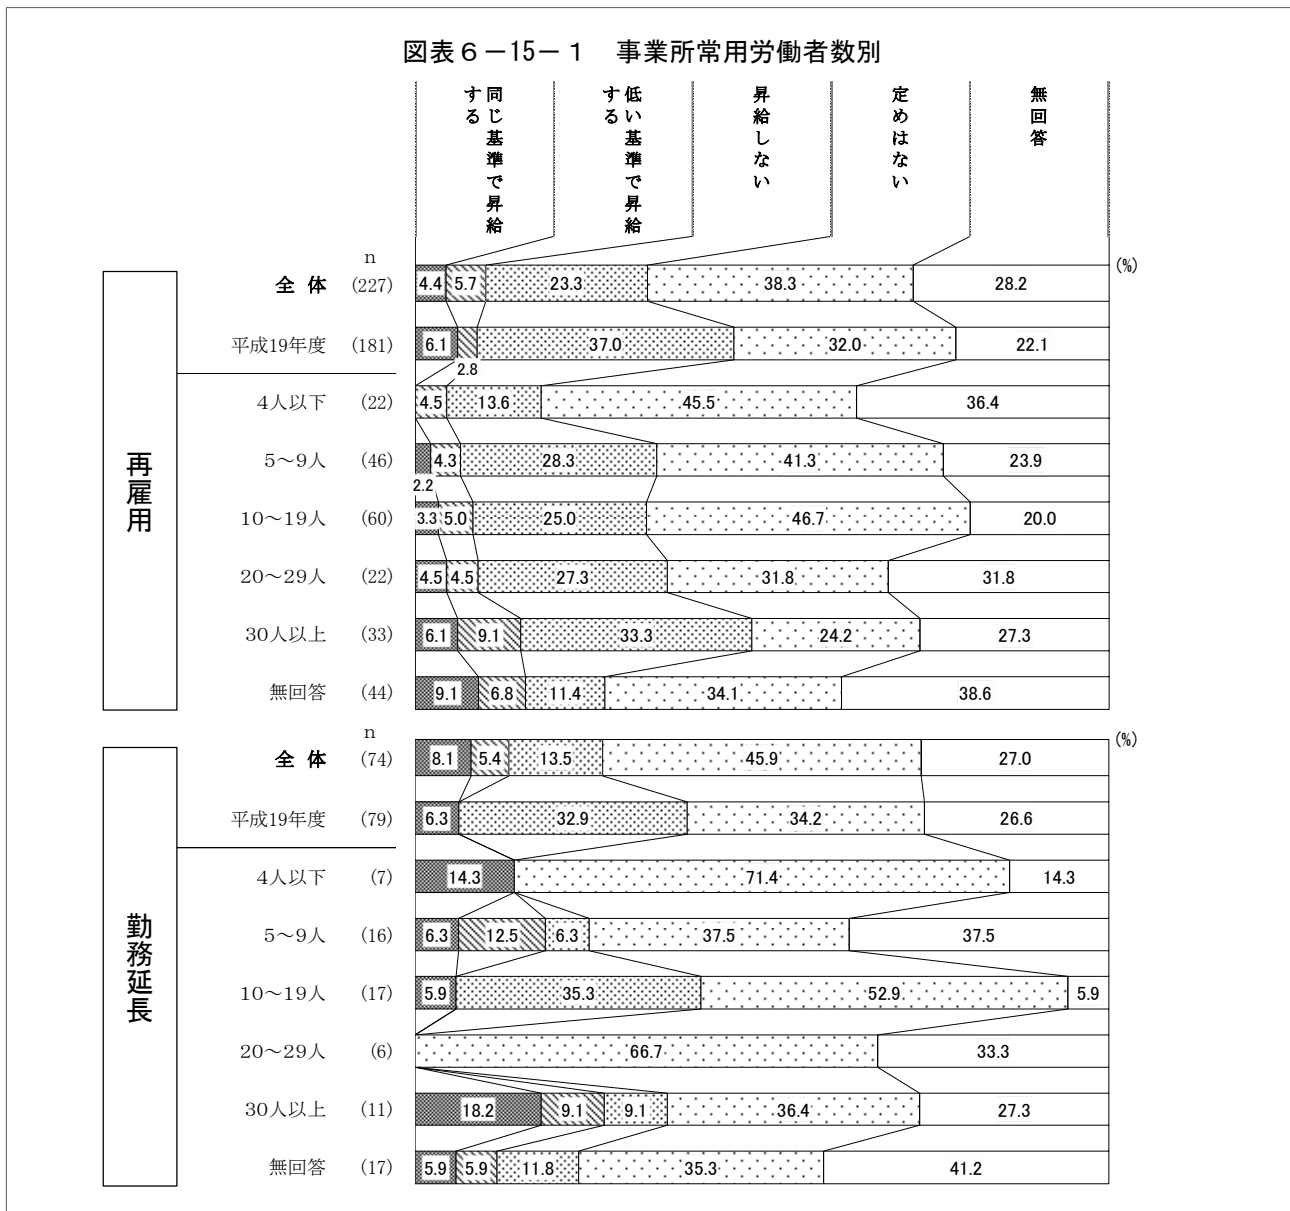 図表６－15－１　事業所常用労働者数別
同じ基準で昇給する
低い基準で昇給する
昇給しない
定めはない
無回答
再雇用
n
(%)
全体 (227) 4.4 5.7 23.3 38.3 28.2
平成19年度 (181) 6.1 2.8 37.0 32.0 22.1
4人以下 (22) 4.5 13.6 45.5 36.4
5～9人 (46) 2.2 4.3 28.3 41.3 23.9
10～19人 (60) 3.3 5.0 25.0 46.7 20.0
20～29人 (22) 4.5 4.5 27.3 31.8 31.8
30人以上 (33) 6.1 9.1 33.3 24.2 27.3
無回答 (44) 9.1 6.8 11.4 34.1 38.6
勤務延長
n
(%)
全体 (74) 8.1 5.4 13.5 45.9 27.0
平成19年度 (79) 6.3 32.9 34.2 26.6
4人以下 (7) 14.3 71.4 14.3
5～9人 (16) 6.3 12.5 6.3 37.5 37.5
10～19人 (17) 5.9 35.3 52.9 5.9
20～29人 (6) 66.7 33.3
30人以上 (11) 18.2 9.1 9.1 36.4 27.3
無回答 (17) 5.9 5.9 11.8 35.3 41.2